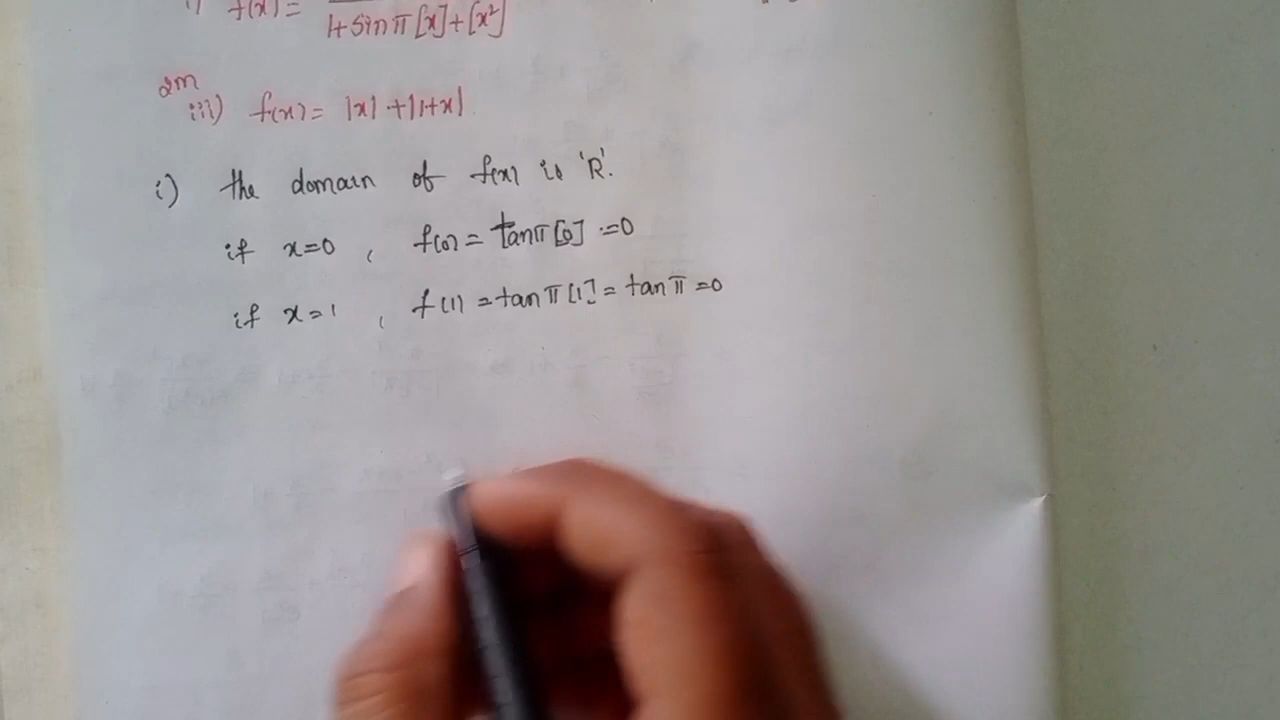 f(x) =
1+sinπ[x]+[x²]
2m
iii) f(x) = |x| + |1+x|
i) the domain of f(x) is 'R'.
if x=0 , f(0) = tanπ[0] =0
if x=1 , f(1) = tanπ[1] = tanπ =0